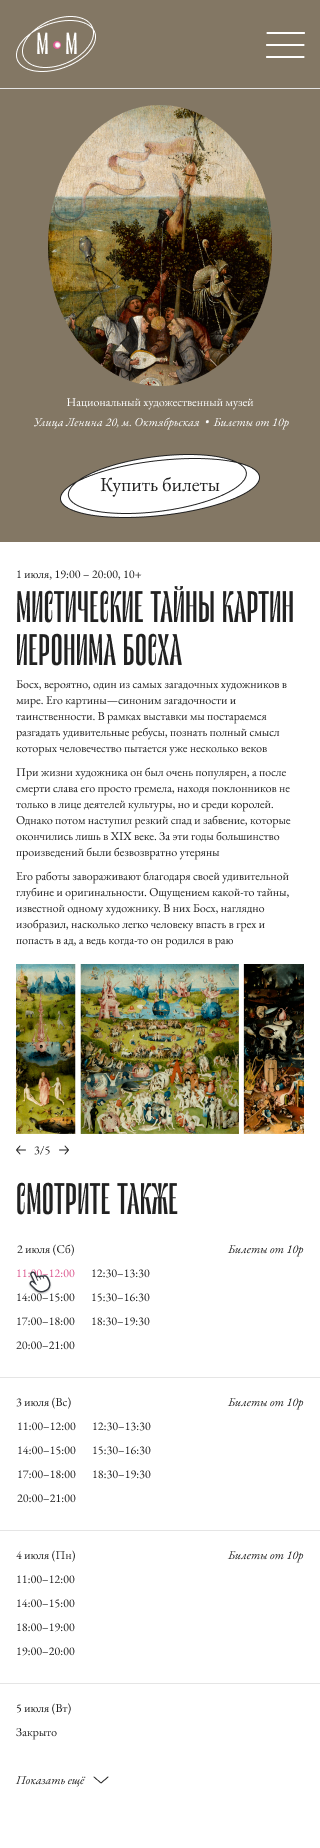 М•М
Национальный художественный музей
Улица Ленина 20, м. Октябрьская • Билеты от 10р
Купить билеты
1 июля, 19:00 – 20:00, 10+
МИСТИЧЕСКИЕ ТАЙНЫ КАРТИН
ИЕРОНИМА БОСХА
Босх, вероятно, один из самых загадочных художников в
мире. Его картины—синоним загадочности и
таинственности. В рамках выставки мы постараемся
разгадать удивительные ребусы, познать полный смысл
которых человечество пытается уже несколько веков
При жизни художника он был очень популярен, а после
смерти слава его просто гремела, находя поклонников не
только в лице деятелей культуры, но и среди королей.
Однако потом наступил резкий спад и забвение, которые
окончились лишь в XIX веке. За эти годы большинство
произведений были безвозвратно утеряны
Его работы завораживают благодаря своей удивительной
глубине и оригинальности. Ощущением какой-то тайны,
известной одному художнику. В них Босх, наглядно
изобразил, насколько легко человеку впасть в грех и
попасть в ад, а ведь когда-то он родился в раю
3/5
СМОТРИТЕ ТАКЖЕ
2 июля (Сб) Билеты от 10р
11:00–12:00 12:30–13:30
14:00–15:00 15:30–16:30
17:00–18:00 18:30–19:30
20:00–21:00
3 июля (Вс) Билеты от 10р
11:00–12:00 12:30–13:30
14:00–15:00 15:30–16:30
17:00–18:00 18:30–19:30
20:00–21:00
4 июля (Пн) Билеты от 10р
11:00–12:00
14:00–15:00
18:00–19:00
19:00–20:00
5 июля (Вт)
Закрыто
Показать ещё